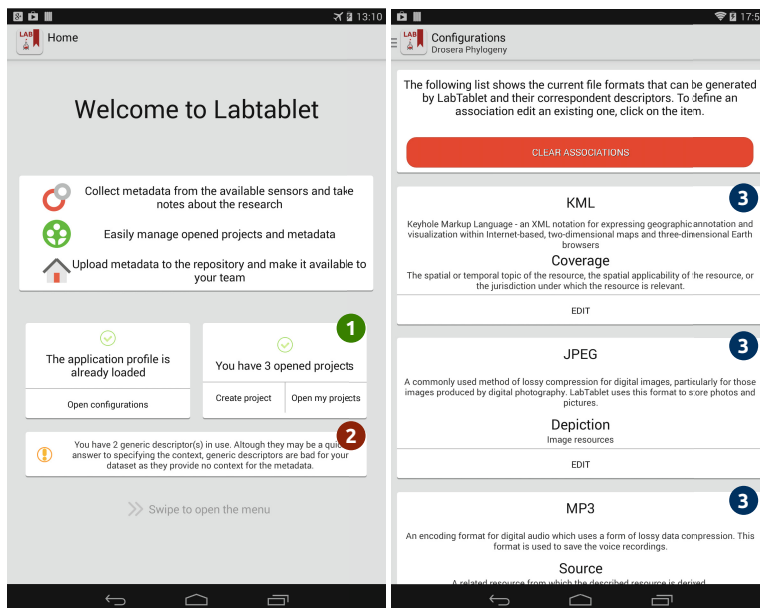 13:10
LAB
Home
Welcome to Labtablet
Collect metadata from the available sensors and take
notes about the research
Easily manage opened projects and metadata
Upload metadata to the repository and make it available to
your team
1
The application profile is
already loaded
Open configurations
You have 3 opened projects
Create project
Open my projects
2
You have 2 generic descriptor(s) in use. Altough they may be a quick
answer to specifying the context, generic descriptors are bad for your
dataset as they provide no context for the metadata.
Swipe to open the menu
17:5
LAB
Configurations
Drosera Phylogeny
The following list shows the current file formats that can be generated
by LabTablet and their correspondent descriptors. To define an
association edit an existing one, click on the item.
CLEAR ASSOCIATIONS
3
KML
Keyhole Markup Language - an XML notation for expressing geographic annotation and
visualization within Internet-based, two-dimensional maps and three-dimensional Earth
browsers
Coverage
The spatial or temporal topic of the resource, the spatial applicability of the resource, or
the jurisdiction under which the resource is relevant.
EDIT
3
JPEG
A commonly used method of lossy compression for digital images, particularly for those
images produced by digital photography. LabTablet uses this format to store photos and
pictures.
Depiction
Image resources
EDIT
3
MP3
An encoding format for digital audio which uses a form of lossy data compression. This
format is used to save the voice recordings.
Source
A related resource from which the described resource is derived